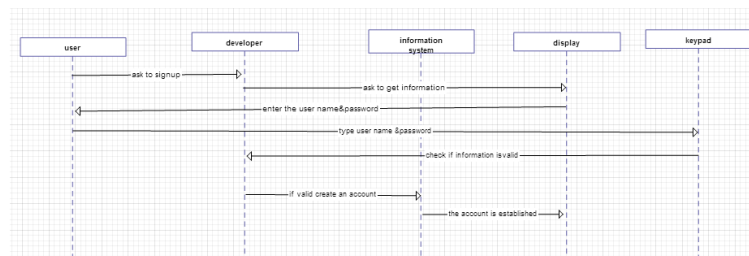 user
developer
information
system
display
keypad
ask to signup
ask to get information
enter the user name&password
type user name &password
check if information isvalid
if valid create an account
the account is established